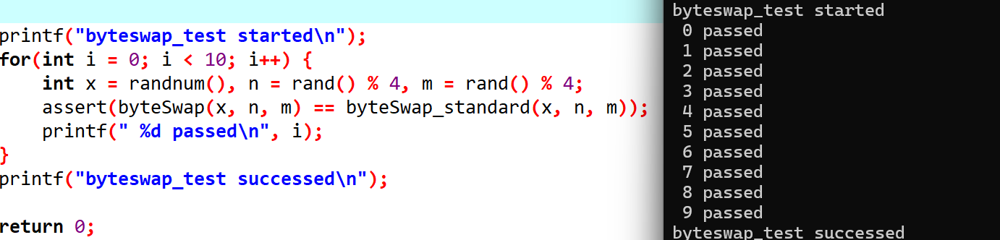 printf("byteswap_test started\n");
for(int i = 0; i < 10; i++) {
    int x = randnum(), n = rand() % 4, m = rand() % 4;
    assert(byteSwap(x, n, m) == byteSwap_standard(x, n, m));
    printf(" %d passed\n", i);
}
printf("byteswap_test successed\n");
return 0;
byteswap_test started
 0 passed
 1 passed
 2 passed
 3 passed
 4 passed
 5 passed
 6 passed
 7 passed
 8 passed
 9 passed
byteswap_test successed